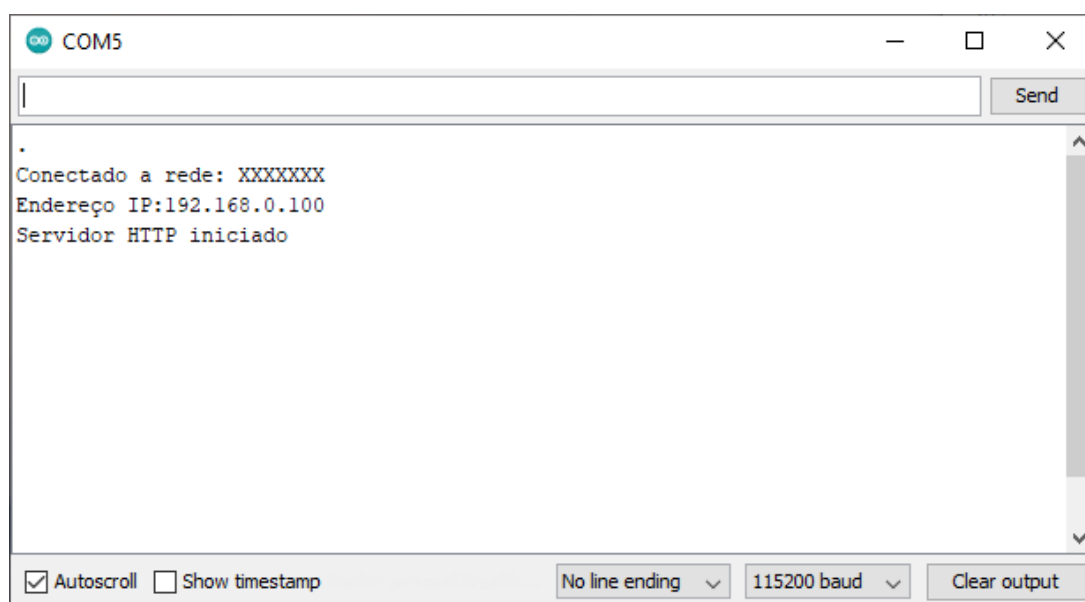 COM5
Send
.
Conectado a rede: XXXXXXX
Endereço IP:192.168.0.100
Servidor HTTP iniciado
Autoscroll Show timestamp No line ending 115200 baud Clear output